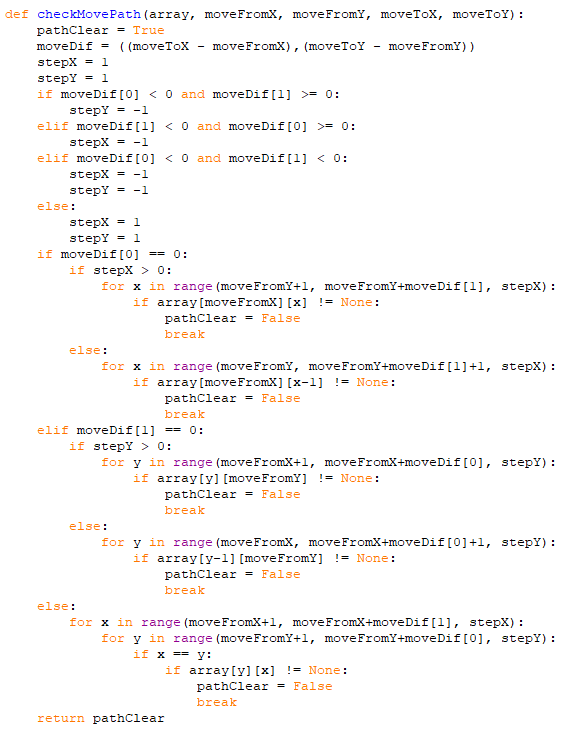 def checkMovePath(array, moveFromX, moveFromY, moveToX, moveToY):
    pathClear = True
    moveDif = ((moveToX - moveFromX),(moveToY - moveFromY))
    stepX = 1
    stepY = 1
    if moveDif[0] < 0 and moveDif[1] >= 0:
        stepY = -1
    elif moveDif[1] < 0 and moveDif[0] >= 0:
        stepX = -1
    elif moveDif[0] < 0 and moveDif[1] < 0:
        stepX = -1
        stepY = -1
    else:
        stepX = 1
        stepY = 1
    if moveDif[0] == 0:
        if stepX > 0:
            for x in range(moveFromY+1, moveFromY+moveDif[1], stepX):
                if array[moveFromX][x] != None:
                    pathClear = False
                    break
        else:
            for x in range(moveFromY, moveFromY+moveDif[1]+1, stepX):
                if array[moveFromX][x-1] != None:
                    pathClear = False
                    break
    elif moveDif[1] == 0:
        if stepY > 0:
            for y in range(moveFromX+1, moveFromX+moveDif[0], stepY):
                if array[y][moveFromY] != None:
                    pathClear = False
                    break
        else:
            for y in range(moveFromX, moveFromX+moveDif[0]+1, stepY):
                if array[y-1][moveFromY] != None:
                    pathClear = False
                    break
    else:
        for x in range(moveFromX+1, moveFromX+moveDif[1], stepX):
            for y in range(moveFromY+1, moveFromY+moveDif[0], stepY):
                if x == y:
                    if array[y][x] != None:
                        pathClear = False
                        break
    return pathClear